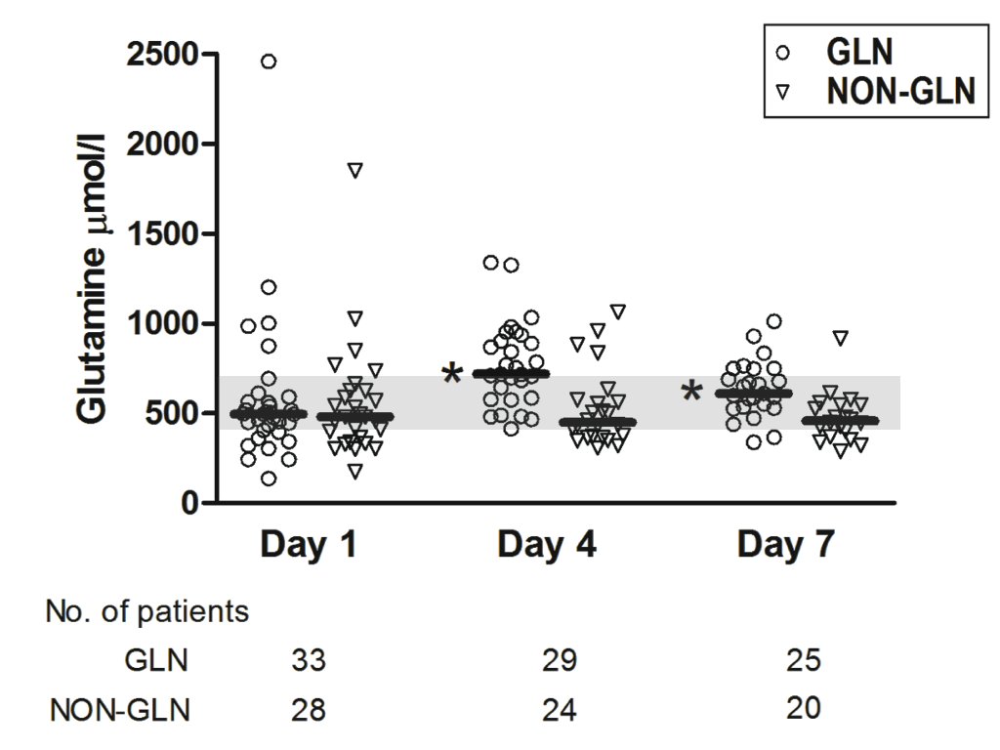 GLN
NON-GLN
Glutamine μmol/l
2500
2000
1500
1000
500
0
*
*
Day 1 Day 4 Day 7
No. of patients
GLN 33 29 25
NON-GLN 28 24 20